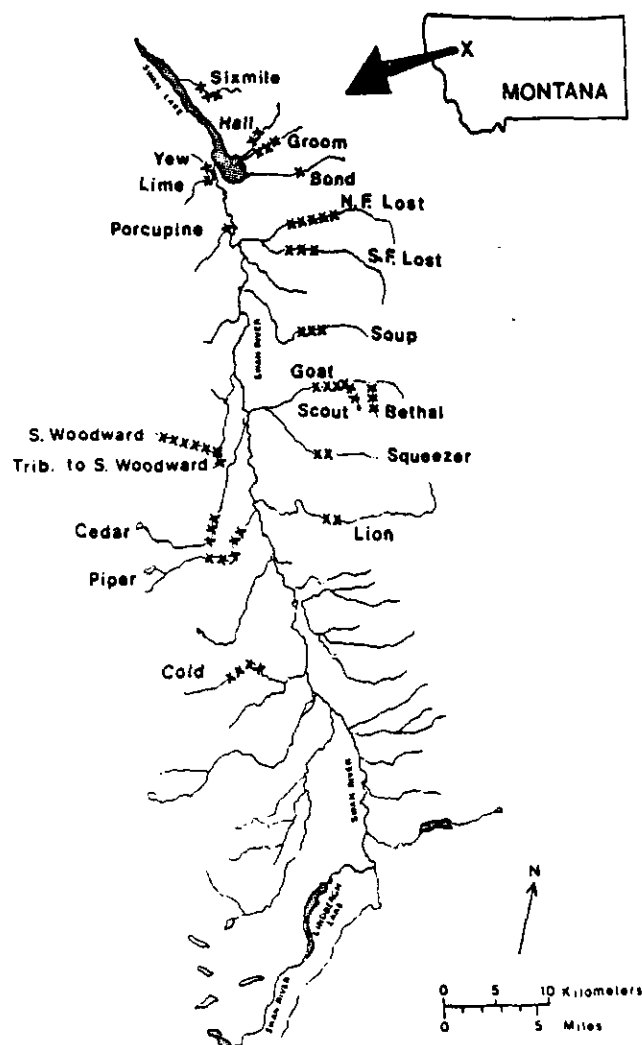 X
MONTANA
SWAN LAKE
Sixmile
Hall
Groom
Yew
Lime
Bond
N.F. Lost
Porcupine
S.F. Lost
SWAN RIVER
Soup
Goat
Scout
Bethal
S. Woodward
Trib. to S. Woodward
Squeezer
Cedar
Lion
Piper
Cold
SWAN RIVER
LINDBERGH LAKE
SWAN RIVER
N
0 5 10 Kilometers
0 5 Miles